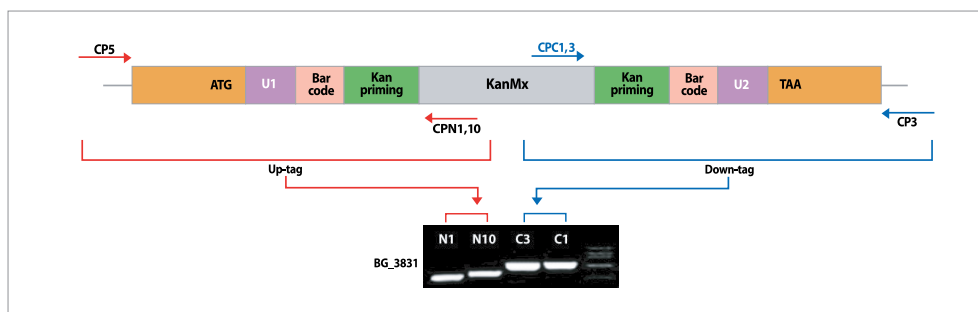 CP5
CPC1,3
ATG
U1
Bar
code
Kan
priming
KanMx
Kan
priming
Bar
code
U2
TAA
CPN1,10
CP3
Up-tag
Down-tag
N1 N10 C3 C1
BG_3831